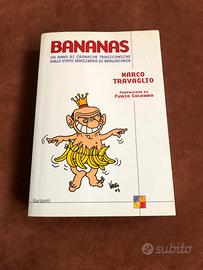 BANANAS
UN ANNO DI CRONACHE TRAGICOMICHE
DALLO STATO SEMILIBERO DI BERLUSCONIA
MARCO
TRAVAGLIO
PREFAZIONE DI
FURIO COLOMBO
Garzanti
subito